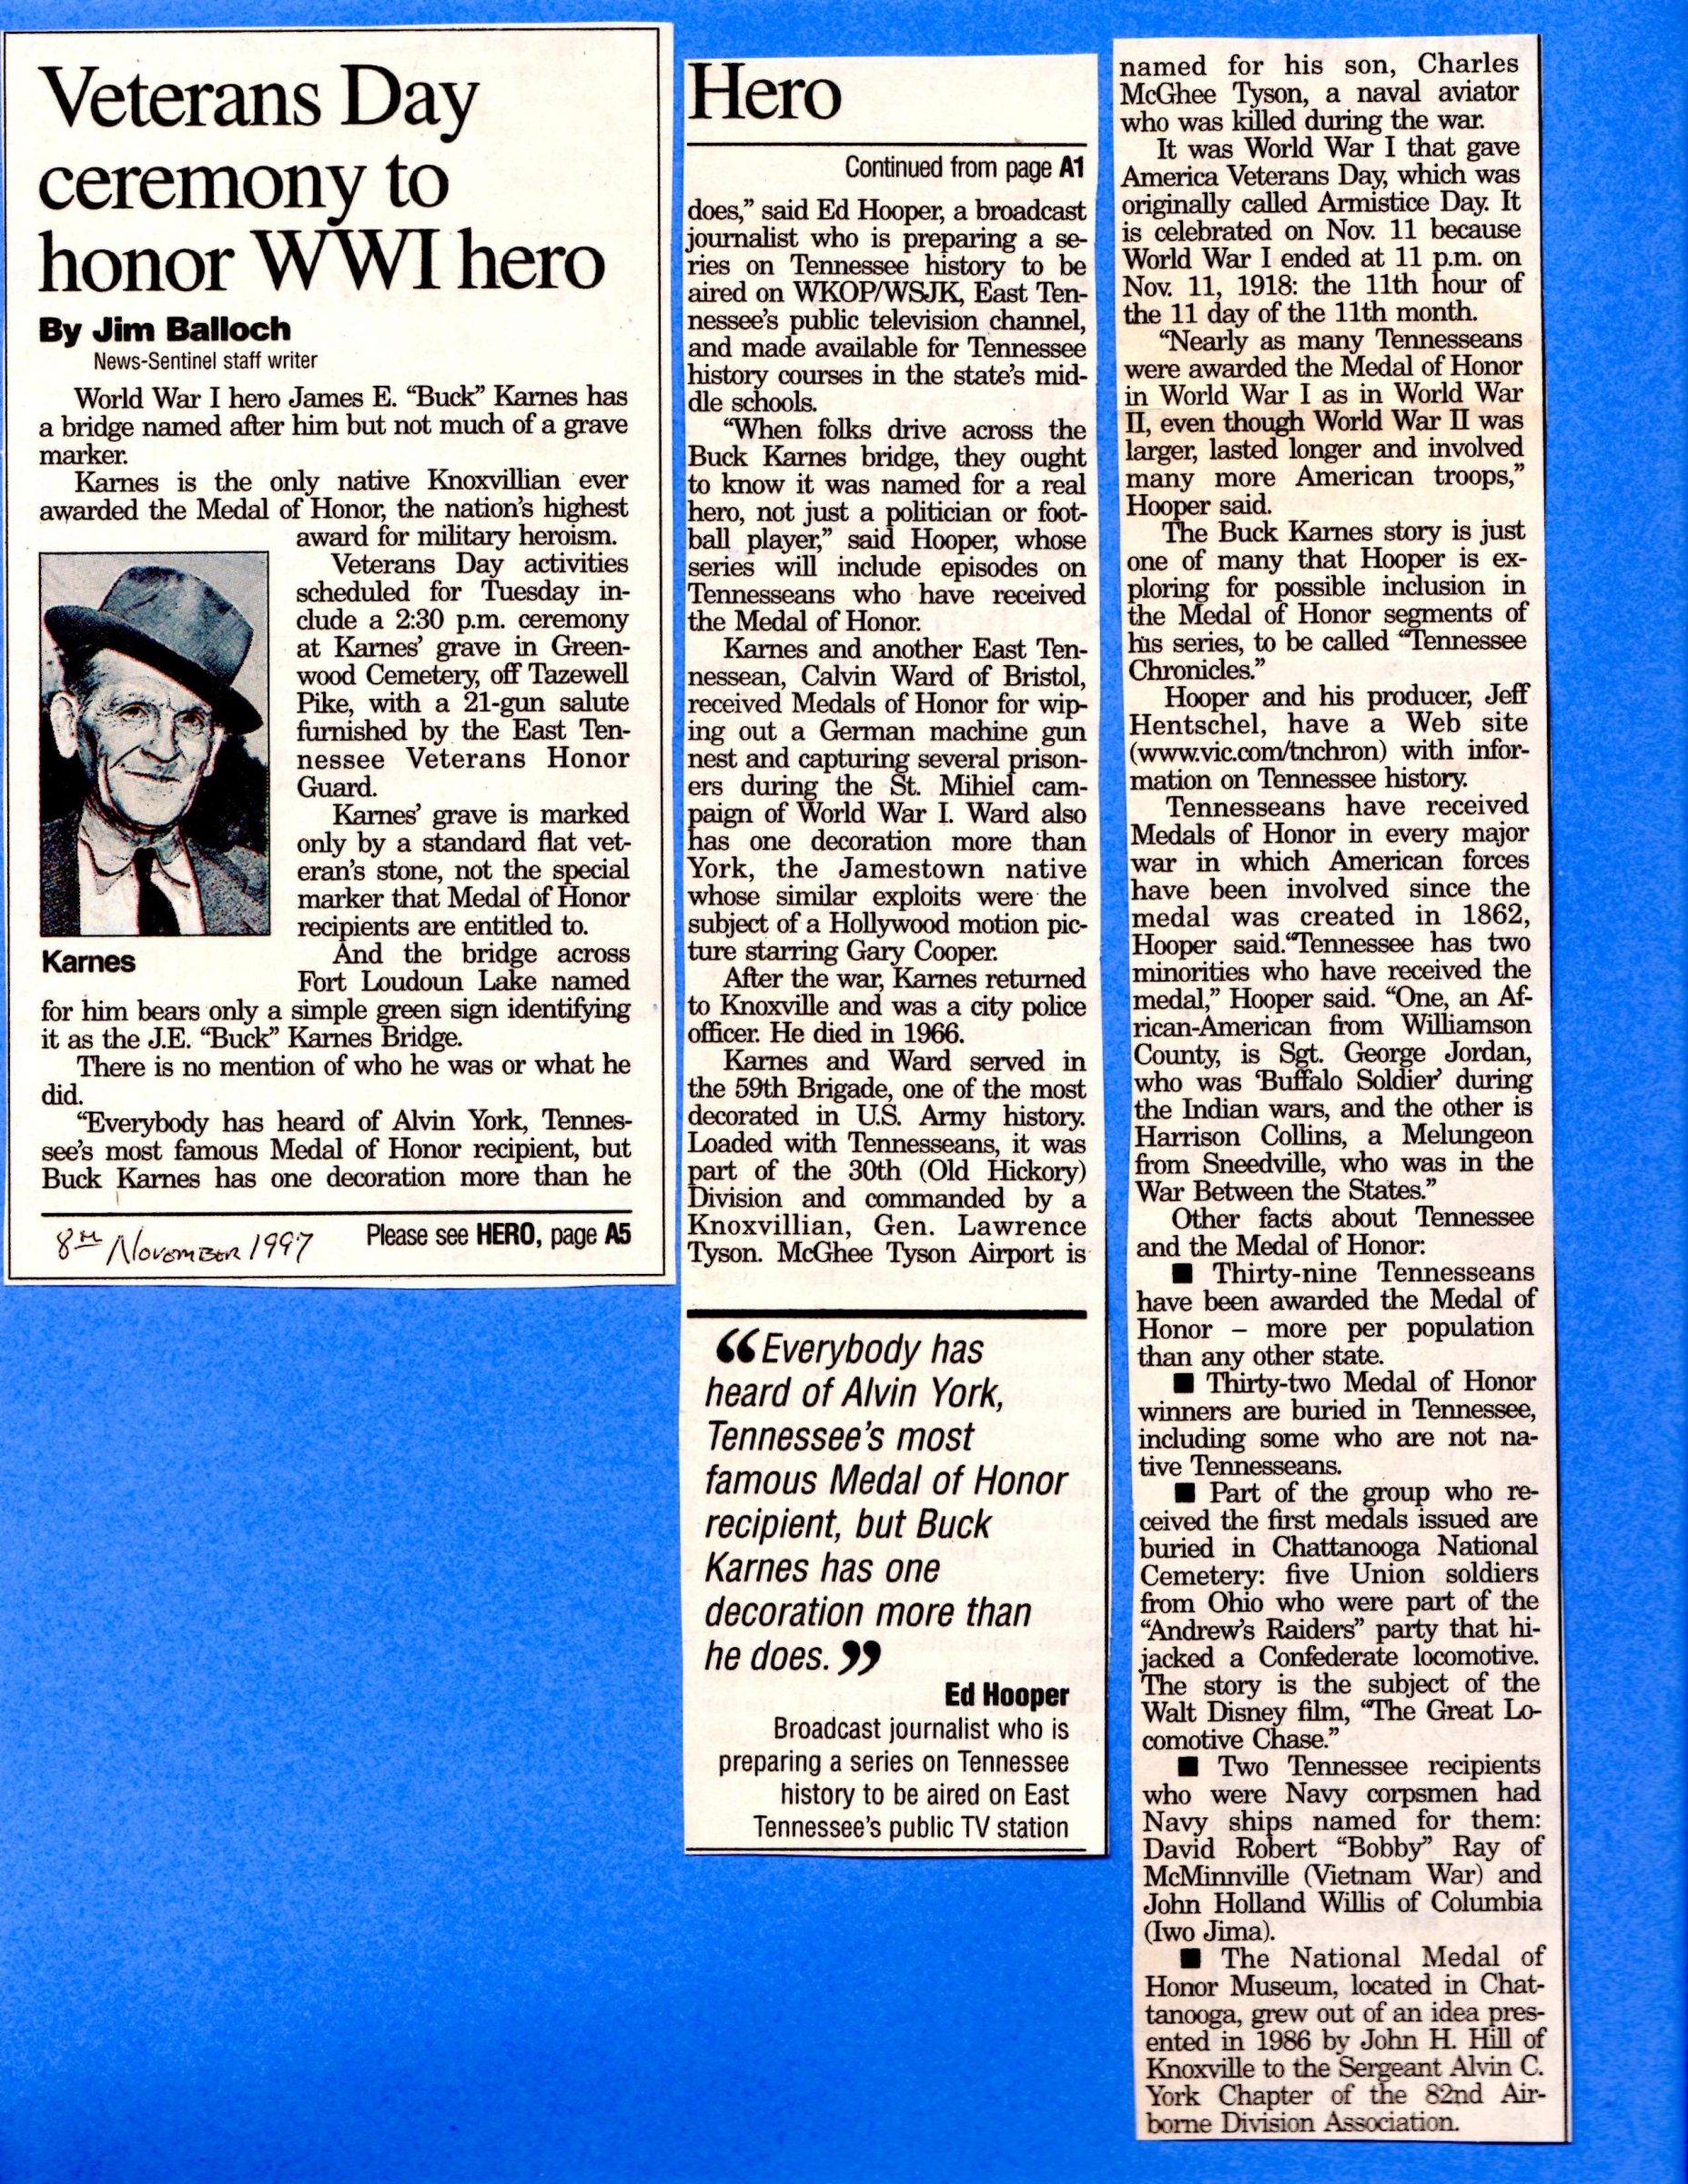 Veterans Day
ceremony to
honor WWI hero
By Jim Balloch
News-Sentinel staff writer
World War I hero James E. “Buck” Karnes has
a bridge named after him but not much of a grave
marker.
Karnes is the only native Knoxvillian ever
awarded the Medal of Honor, the nation's highest
award for military heroism.
Veterans Day activities
scheduled for Tuesday in-
clude a 2:30 p.m. ceremony
at Karnes' grave in Green-
wood Cemetery, off Tazewell
Pike, with a 21-gun salute
furnished by the East Ten-
nessee Veterans Honor
Guard.
Karnes' grave is marked
only by a standard flat vet-
eran's stone, not the special
marker that Medal of Honor
recipients are entitled to.
And the bridge across
Fort Loudoun Lake named
Karnes
for him bears only a simple green sign identifying
it as the J.E. “Buck” Karnes Bridge.
There is no mention of who he was or what he
did.
“Everybody has heard of Alvin York, Tennes-
see's most famous Medal of Honor recipient, but
Buck Karnes has one decoration more than he
8TH November 1997
Please see HERO, page A5
Hero
Continued from page A1
does,” said Ed Hooper, a broadcast
journalist who is preparing a se-
ries on Tennessee history to be
aired on WKOP/WSJK, East Ten-
nessee's public television channel,
and made available for Tennessee
history courses in the state's mid-
dle schools.
“When folks drive across the
Buck Karnes bridge, they ought
to know it was named for a real
hero, not just a politician or foot-
ball player,” said Hooper, whose
series will include episodes on
Tennesseans who have received
the Medal of Honor.
Karnes and another East Ten-
nessean, Calvin Ward of Bristol,
received Medals of Honor for wip-
ing out a German machine gun
nest and capturing several prison-
ers during the St. Mihiel cam-
paign of World War I. Ward also
has one decoration more than
York, the Jamestown native
whose similar exploits were the
subject of a Hollywood motion pic-
ture starring Gary Cooper.
After the war, Karnes returned
to Knoxville and was a city police
officer. He died in 1966.
Karnes and Ward served in
the 59th Brigade, one of the most
decorated in U.S. Army history.
Loaded with Tennesseans, it was
part of the 30th (Old Hickory)
Division and commanded by a
Knoxvillian, Gen. Lawrence
Tyson. McGhee Tyson Airport is
“Everybody has
heard of Alvin York,
Tennessee's most
famous Medal of Honor
recipient, but Buck
Karnes has one
decoration more than
he does.”
Ed Hooper
Broadcast journalist who is
preparing a series on Tennessee
history to be aired on East
Tennessee's public TV station
named for his son, Charles
McGhee Tyson, a naval aviator
who was killed during the war.
It was World War I that gave
America Veterans Day, which was
originally called Armistice Day. It
is celebrated on Nov. 11 because
World War I ended at 11 p.m. on
Nov. 11, 1918: the 11th hour of
the 11 day of the 11th month.
“Nearly as many Tennesseans
were awarded the Medal of Honor
in World War I as in World War
II, even though World War II was
larger, lasted longer and involved
many more American troops,”
Hooper said.
The Buck Karnes story is just
one of many that Hooper is ex-
ploring for possible inclusion in
the Medal of Honor segments of
his series, to be called “Tennessee
Chronicles.”
Hooper and his producer, Jeff
Hentschel, have a Web site
(www.vic.com/tnchron) with infor-
mation on Tennessee history.
Tennesseans have received
Medals of Honor in every major
war in which American forces
have been involved since the
medal was created in 1862,
Hooper said.“Tennessee has two
minorities who have received the
medal,” Hooper said. “One, an Af-
rican-American from Williamson
County, is Sgt. George Jordan,
who was ‘Buffalo Soldier’ during
the Indian wars, and the other is
Harrison Collins, a Melungeon
from Sneedville, who was in the
War Between the States.”
Other facts about Tennessee
and the Medal of Honor:
■ Thirty-nine Tennesseans
have been awarded the Medal of
Honor – more per population
than any other state.
■ Thirty-two Medal of Honor
winners are buried in Tennessee,
including some who are not na-
tive Tennesseans.
■ Part of the group who re-
ceived the first medals issued are
buried in Chattanooga National
Cemetery: five Union soldiers
from Ohio who were part of the
“Andrew's Raiders” party that hi-
jacked a Confederate locomotive.
The story is the subject of the
Walt Disney film, “The Great Lo-
comotive Chase.”
■ Two Tennessee recipients
who were Navy corpsmen had
Navy ships named for them:
David Robert “Bobby” Ray of
McMinnville (Vietnam War) and
John Holland Willis of Columbia
(Iwo Jima).
■ The National Medal of
Honor Museum, located in Chat-
tanooga, grew out of an idea pres-
ented in 1986 by John H. Hill of
Knoxville to the Sergeant Alvin C.
York Chapter of the 82nd Air-
borne Division Association.